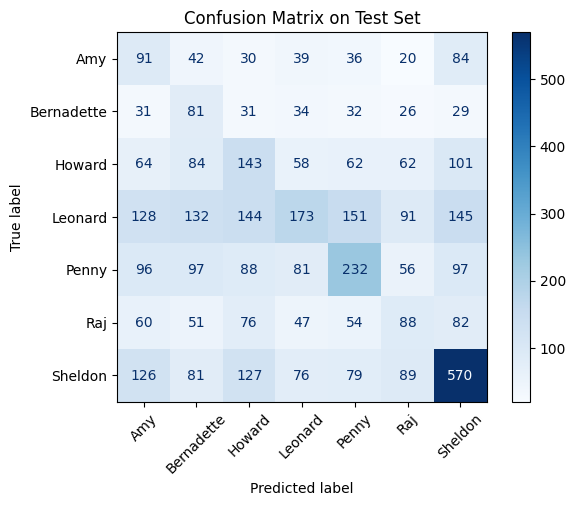 Confusion Matrix on Test Set
True label
Amy 91 42 30 39 36 20 84
Bernadette 31 81 31 34 32 26 29
Howard 64 84 143 58 62 62 101
Leonard 128 132 144 173 151 91 145
Penny 96 97 88 81 232 56 97
Raj 60 51 76 47 54 88 82
Sheldon 126 81 127 76 79 89 570
Amy Bernadette Howard Leonard Penny Raj Sheldon
Predicted label
500
400
300
200
100